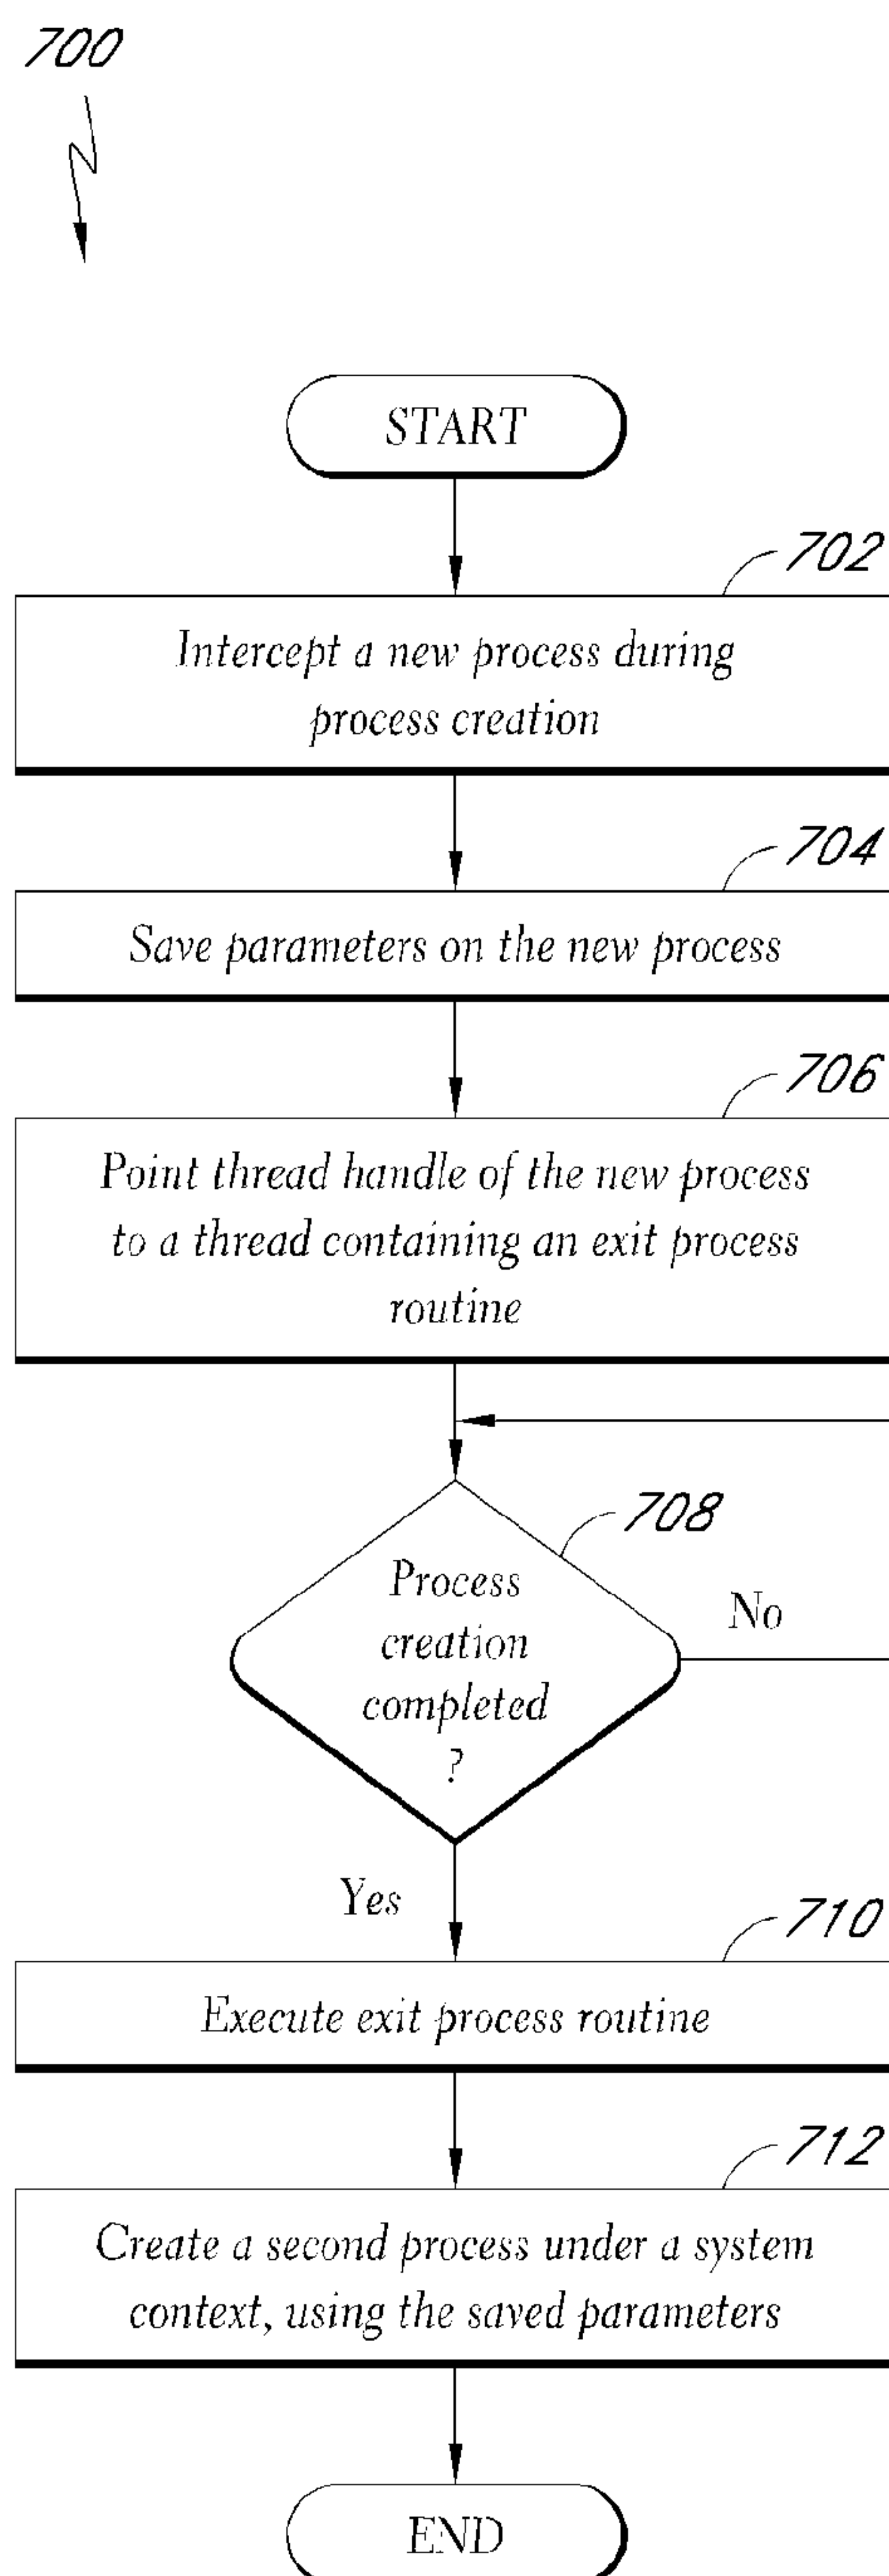 700
START
702
Intercept a new process during
process creation
704
Save parameters on the new process
706
Point thread handle of the new process
to a thread containing an exit process
routine
708
Process
creation
completed
?
No
Yes
710
Execute exit process routine
712
Create a second process under a system
context, using the saved parameters
END